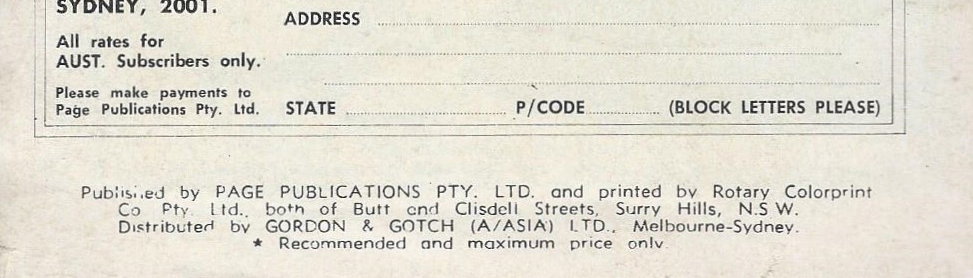 SYDNEY, 2001.
All rates for
AUST. Subscribers only.
Please make payments to
Page Publications Pty. Ltd.
ADDRESS
STATE P/CODE (BLOCK LETTERS PLEASE)
Published by PAGE PUBLICATIONS PTY. LTD. and printed by Rotary Colorprint
Co Pty. Ltd., both of Butt and Clisdell Streets, Surry Hills, N.S W.
Distributed by GORDON & GOTCH (A/ASIA) LTD., Melbourne-Sydney.
* Recommended and maximum price only.